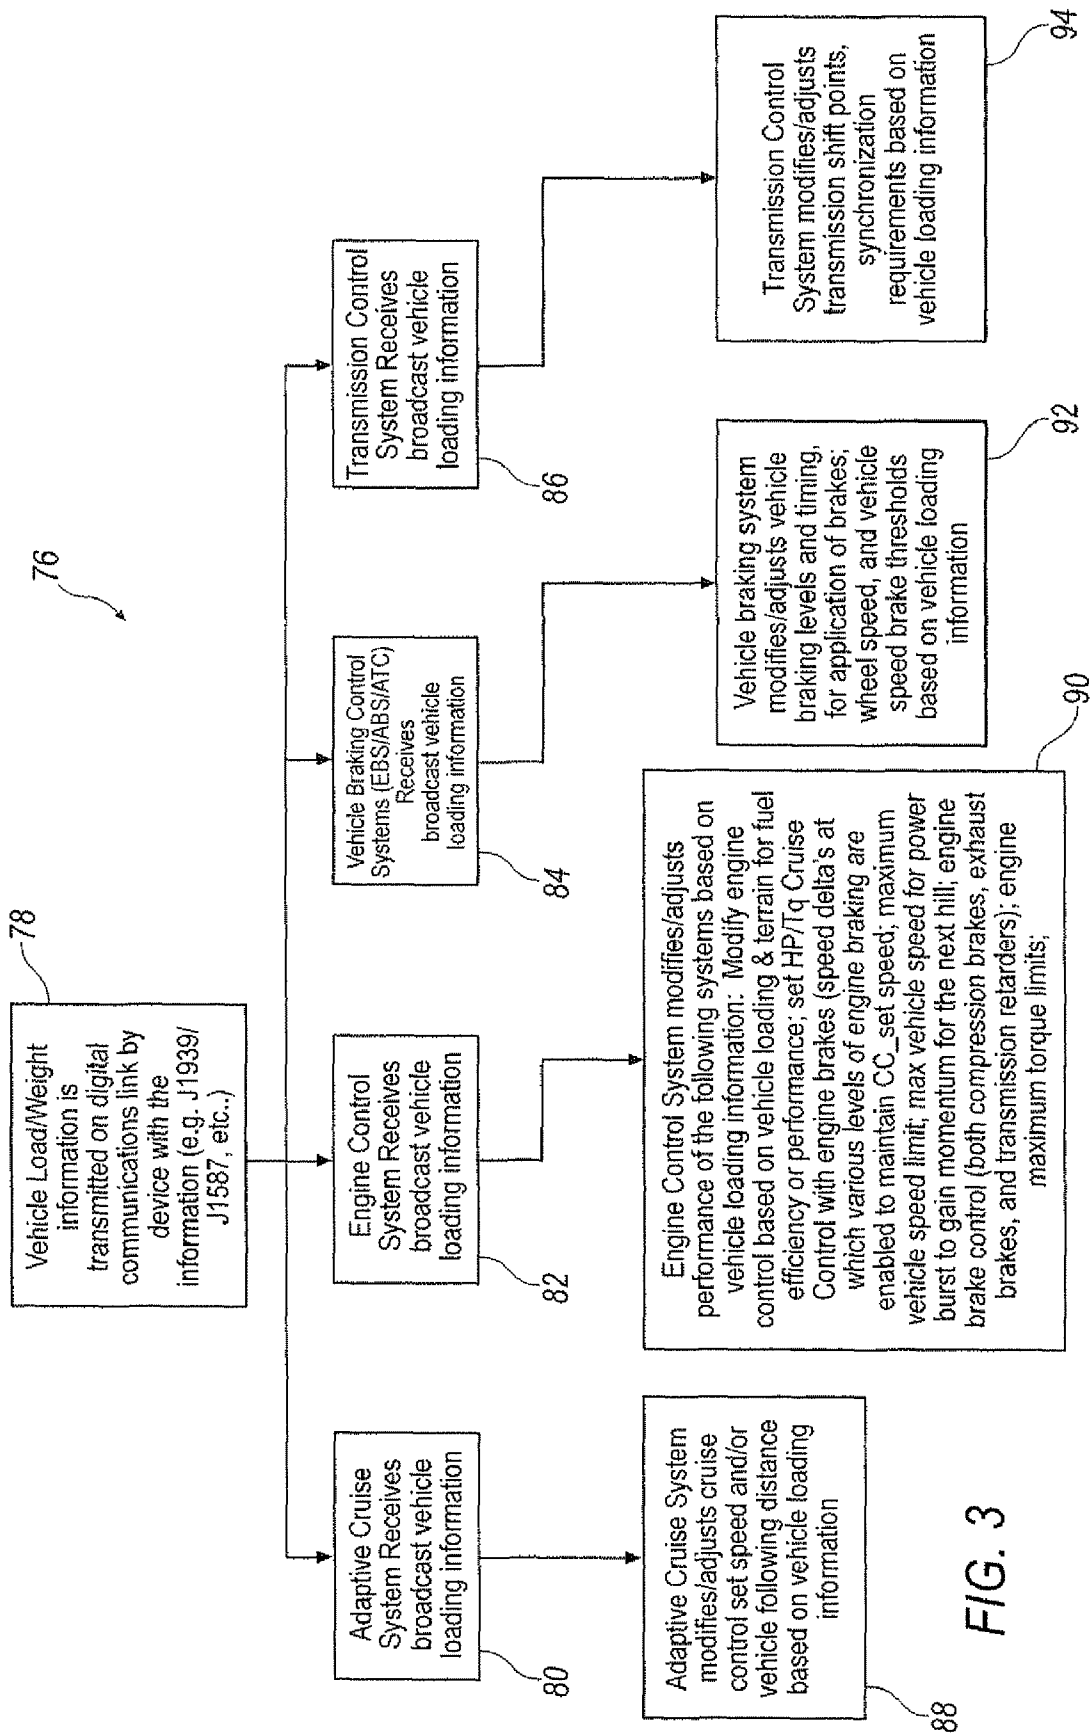 76
78
Vehicle Load/Weight
information is
transmitted on digital
communications link by
device with the
information (e.g. J1939/
J1587, etc..)
Adaptive Cruise
System Receives
broadcast vehicle
loading information
80
Engine Control
System Receives
broadcast vehicle
loading information
82
Vehicle Braking Control
Systems (EBS/ABS/ATC)
Receives
broadcast vehicle
loading information
84
Transmission Control
System Receives
broadcast vehicle
loading information
86
Adaptive Cruise System
modifies/adjusts cruise
control set speed and/or
vehicle following distance
based on vehicle loading
information
88
Engine Control System modifies/adjusts
performance of the following systems based on
vehicle loading information: Modify engine
control based on vehicle loading & terrain for fuel
efficiency or performance; set HP/Tq Cruise
Control with engine brakes (speed delta's at
which various levels of engine braking are
enabled to maintain CC_set speed; maximum
vehicle speed limit; max vehicle speed for power
burst to gain momentum for the next hill; engine
brake control (both compression brakes, exhaust
brakes, and transmission retarders); engine
maximum torque limits;
90
Vehicle braking system
modifies/adjusts vehicle
braking levels and timing,
for application of brakes;
wheel speed, and vehicle
speed brake thresholds
based on vehicle loading
information
92
Transmission Control
System modifies/adjusts
transmission shift points,
synchronization
requirements based on
vehicle loading information
94
FIG. 3